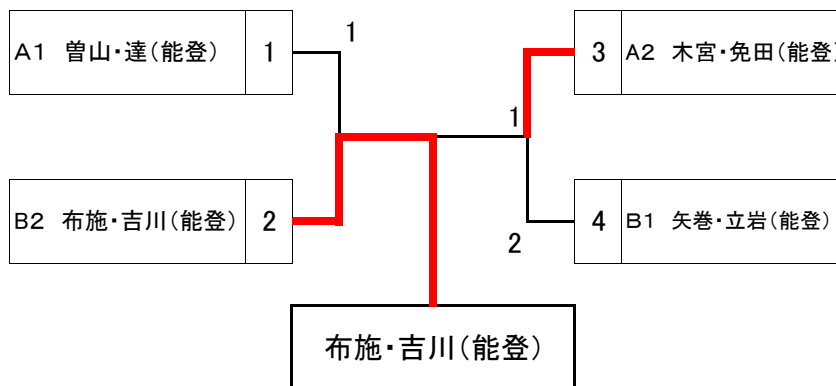 1
A1 曽山・達(能登) 1
3 A2 木宮・免田(能登)
1
B2 布施・吉川(能登) 2
4 B1 矢巻・立岩(能登)
2
布施・吉川(能登)